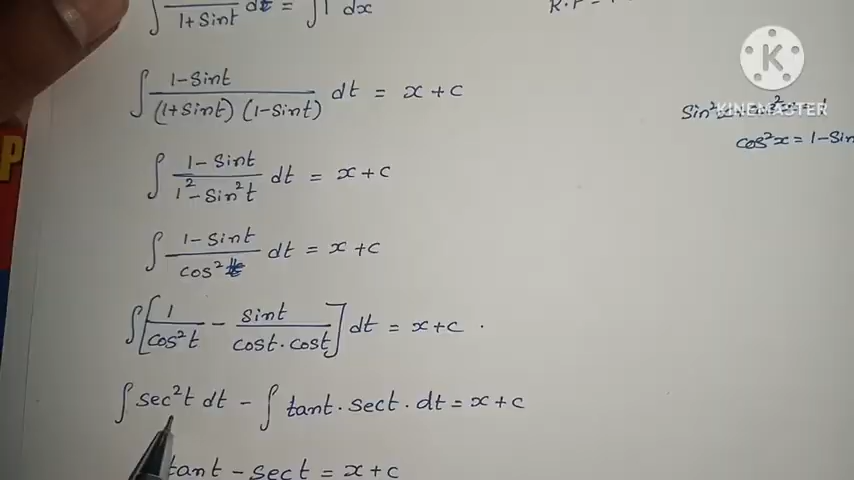 ∫ 1/(1+Sint) dt = ∫1 dx
∫ (1-Sint)/((1+Sint) (1-Sint)) dt = x+c
∫ (1-Sint)/(1²-Sin²t) dt = x+c
∫ (1-Sint)/(cos²t) dt = x+c
∫[1/(cos²t) - Sint/(cost.cost)] dt = x+c .
∫ sec²t dt - ∫ tant. sect. dt = x+c
tant - sect = x+c
KINEMASTER
cos²x = 1-Sin